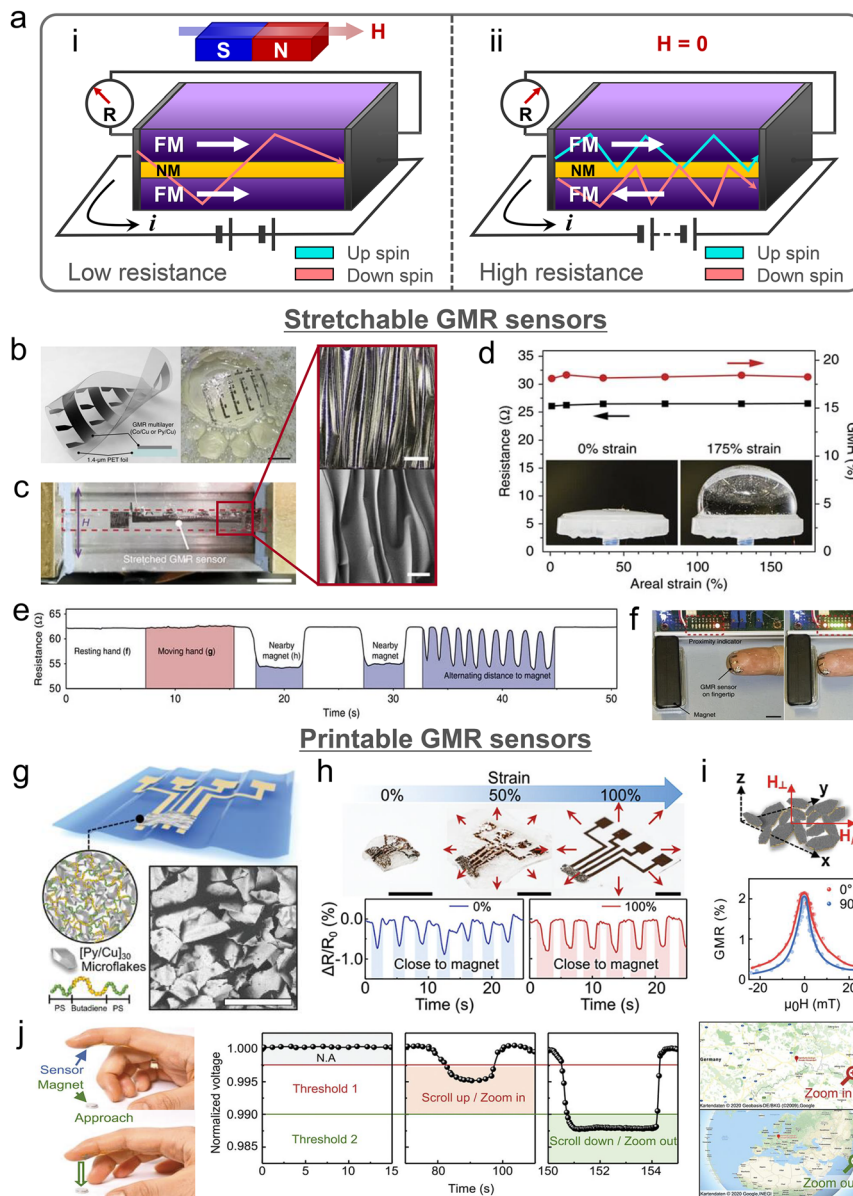 a
i
S N
H
R
FM
NM
FM
i
Low resistance
Up spin
Down spin
ii
H = 0
R
FM
NM
FM
i
High resistance
Up spin
Down spin
Stretchable GMR sensors
b
GMR multilayer
(Co/Cu or Py/Cu)
1.4-μm PET foil
c
H
Stretched GMR sensor
d
Resistance (Ω)
35
30
25
20
15
10
5
0
0% strain
175% strain
20
15
10
5
0
GMR (%)
0 50 100 150
Areal strain (%)
e
Resistance (Ω)
65
60
55
50
Resting hand (f)
Moving hand (g)
Nearby
magnet (h)
Nearby
magnet
Alternating distance to magnet
0 10 20 30 40 50
Time (s)
f
Proximity indicator
GMR sensor
on fingertip
Magnet
Printable GMR sensors
g
[Py/Cu]30
Microflakes
PS Butadiene PS
h
Strain
0% 50% 100%
ΔR/R0 (%)
0.0
-1.0
0%
Close to magnet
0 10 20
Time (s)
100%
Close to magnet
0 10 20
Time (s)
i
z
H⊥
y
H
x
GMR (%)
2
1
0
0°
90
-20 0 20
μ0H (mT)
j
Sensor
Magnet
Approach
Normalized voltage
1.000
0.995
0.990
0.985
N.A
Threshold 1
Threshold 2
Scroll up / Zoom in
Scroll down / Zoom out
0 5 10 15
80 100
150 152 154
Time (s)
Germany
Zoom in
Kartendaten © 2020 GeoBasis-DE/BKG (©2009), Google
Zoom out
Kartendaten © 2020 Google, INEGI